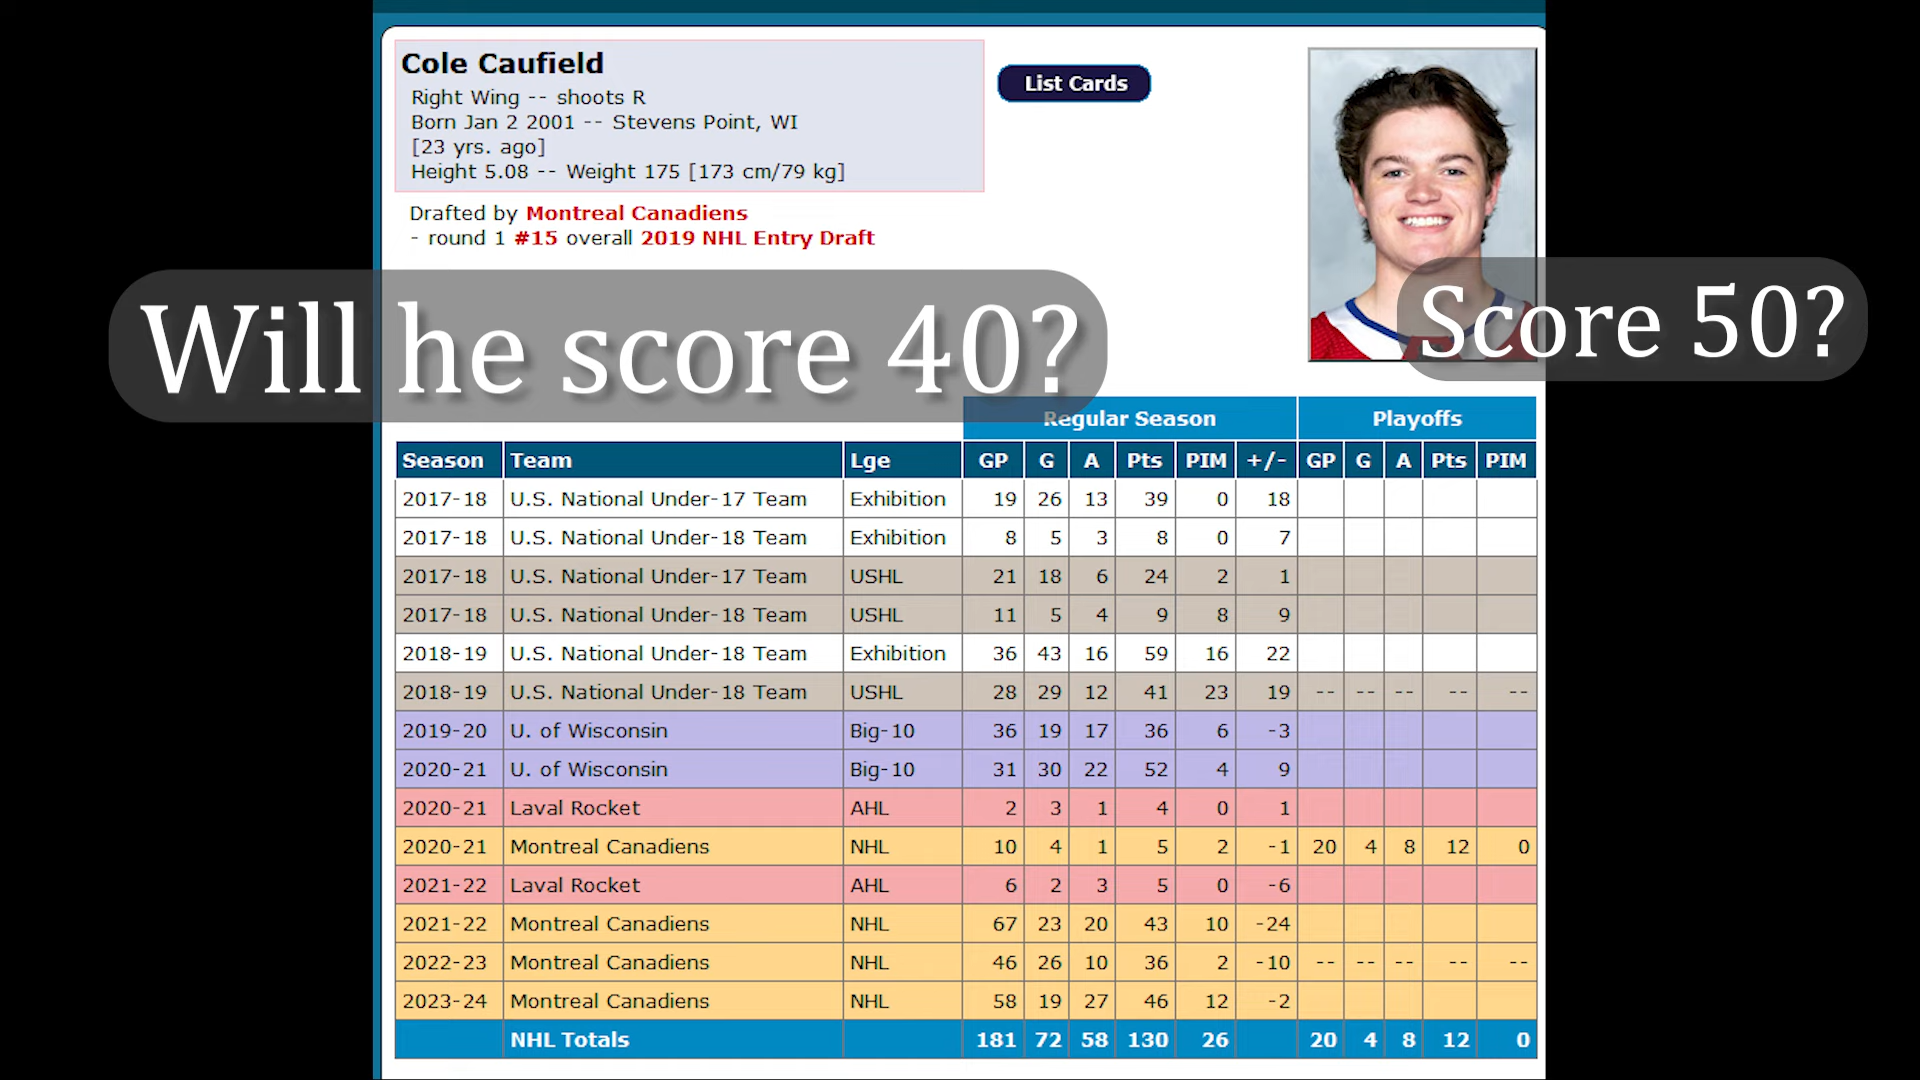 Cole Caufield
Right Wing -- shoots R
Born Jan 2 2001 -- Stevens Point, WI
[23 yrs. ago]
Height 5.08 -- Weight 175 [173 cm/79 kg]
List Cards
Drafted by Montreal Canadiens
- round 1 #15 overall 2019 NHL Entry Draft
Will he score 40?
Score 50?
Regular Season Playoffs
Season Team Lge GP G A Pts PIM +/- GP G A Pts PIM
2017-18 U.S. National Under-17 Team Exhibition 19 26 13 39 0 18
2017-18 U.S. National Under-18 Team Exhibition 8 5 3 8 0 7
2017-18 U.S. National Under-17 Team USHL 21 18 6 24 2 1
2017-18 U.S. National Under-18 Team USHL 11 5 4 9 8 9
2018-19 U.S. National Under-18 Team Exhibition 36 43 16 59 16 22
2018-19 U.S. National Under-18 Team USHL 28 29 12 41 23 19 -- -- -- -- --
2019-20 U. of Wisconsin Big-10 36 19 17 36 6 -3
2020-21 U. of Wisconsin Big-10 31 30 22 52 4 9
2020-21 Laval Rocket AHL 2 3 1 4 0 1
2020-21 Montreal Canadiens NHL 10 4 1 5 2 -1 20 4 8 12 0
2021-22 Laval Rocket AHL 6 2 3 5 0 -6
2021-22 Montreal Canadiens NHL 67 23 20 43 10 -24
2022-23 Montreal Canadiens NHL 46 26 10 36 2 -10 -- -- -- -- --
2023-24 Montreal Canadiens NHL 58 19 27 46 12 -2
NHL Totals 181 72 58 130 26 20 4 8 12 0